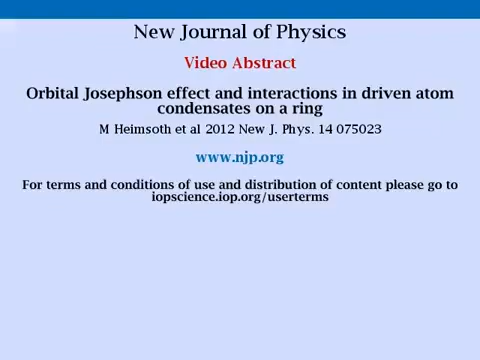 New Journal of Physics
Video Abstract
Orbital Josephson effect and interactions in driven atom
condensates on a ring
M Heimsoth et al 2012 New J. Phys. 14 075023
www.njp.org
For terms and conditions of use and distribution of content please go to
iopscience.iop.org/userterms